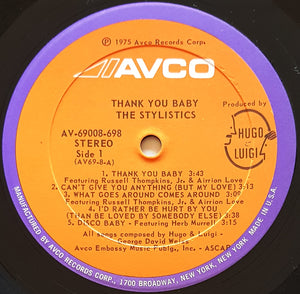 ℗ 1975 Avco Records Corp.
AVCO
THANK YOU BABY
THE STYLISTICS
AV-69008-698
STEREO
Side 1
(AV69-8-A)
Produced by
HUGO
&
LUIGI
1. THANK YOU BABY 3:43
Featuring Russell Thompkins, Jr. & Airrion Love
2. CAN'T GIVE YOU ANYTHING (BUT MY LOVE) 3:13
3. WHAT GOES AROUND COMES AROUND 3:09
Featuring Russell Thompkins, Jr. & Airrion Love
4. I'D RATHER BE HURT BY YOU
(THAN BE LOVED BY SOMEBODY ELSE) 3:38
5. DISCO BABY - Featuring Herb Murrell
All songs composed by Hugo & Luigi -
George David Weiss
Avco Embassy Music Publg., Inc. - ASCAP
MANUFACTURED BY AVCO RECORDS CORP., 1700 BROADWAY, NEW YORK, NEW YORK. MADE IN U.S.A.